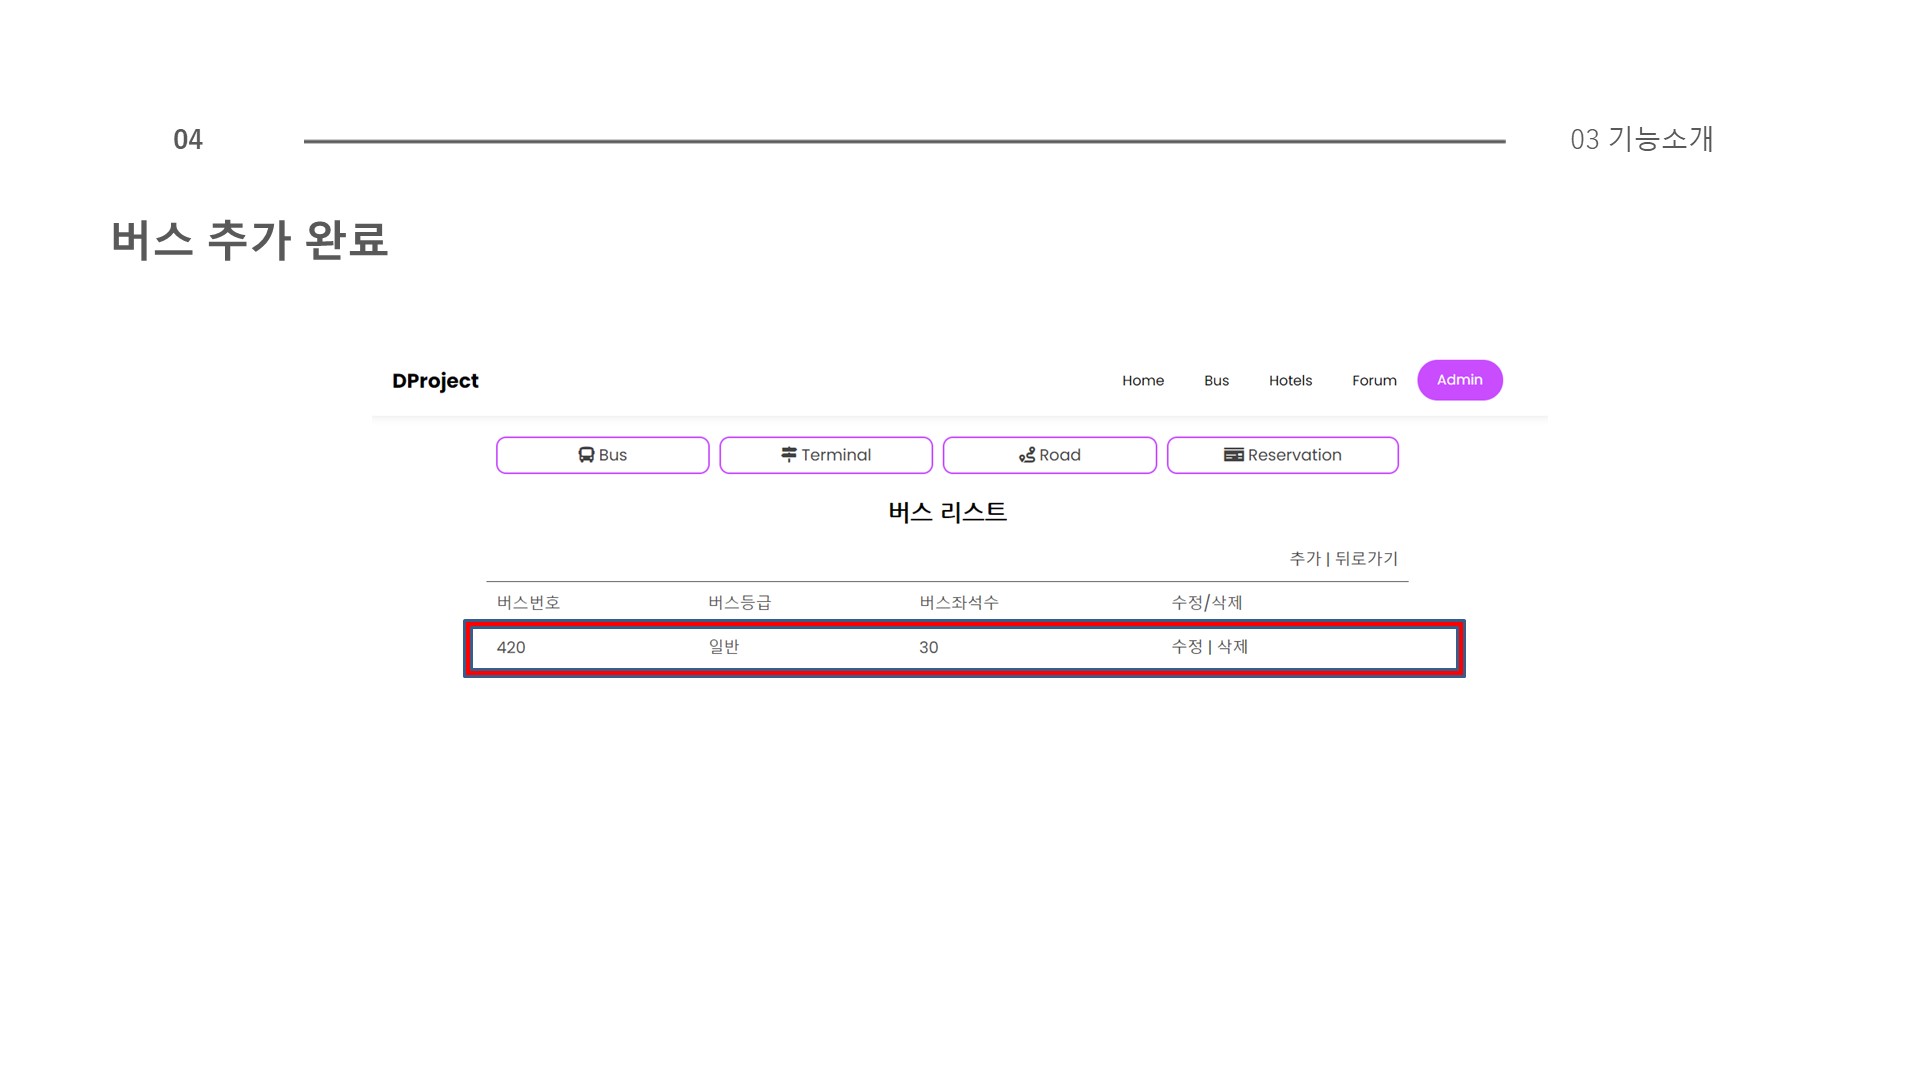 04
03 기능소개
버스 추가 완료
DProject Home Bus Hotels Forum Admin
Bus Terminal Road Reservation
버스 리스트
추가 | 뒤로가기
버스번호 버스등급 버스좌석수 수정/삭제
420 일반 30 수정 | 삭제